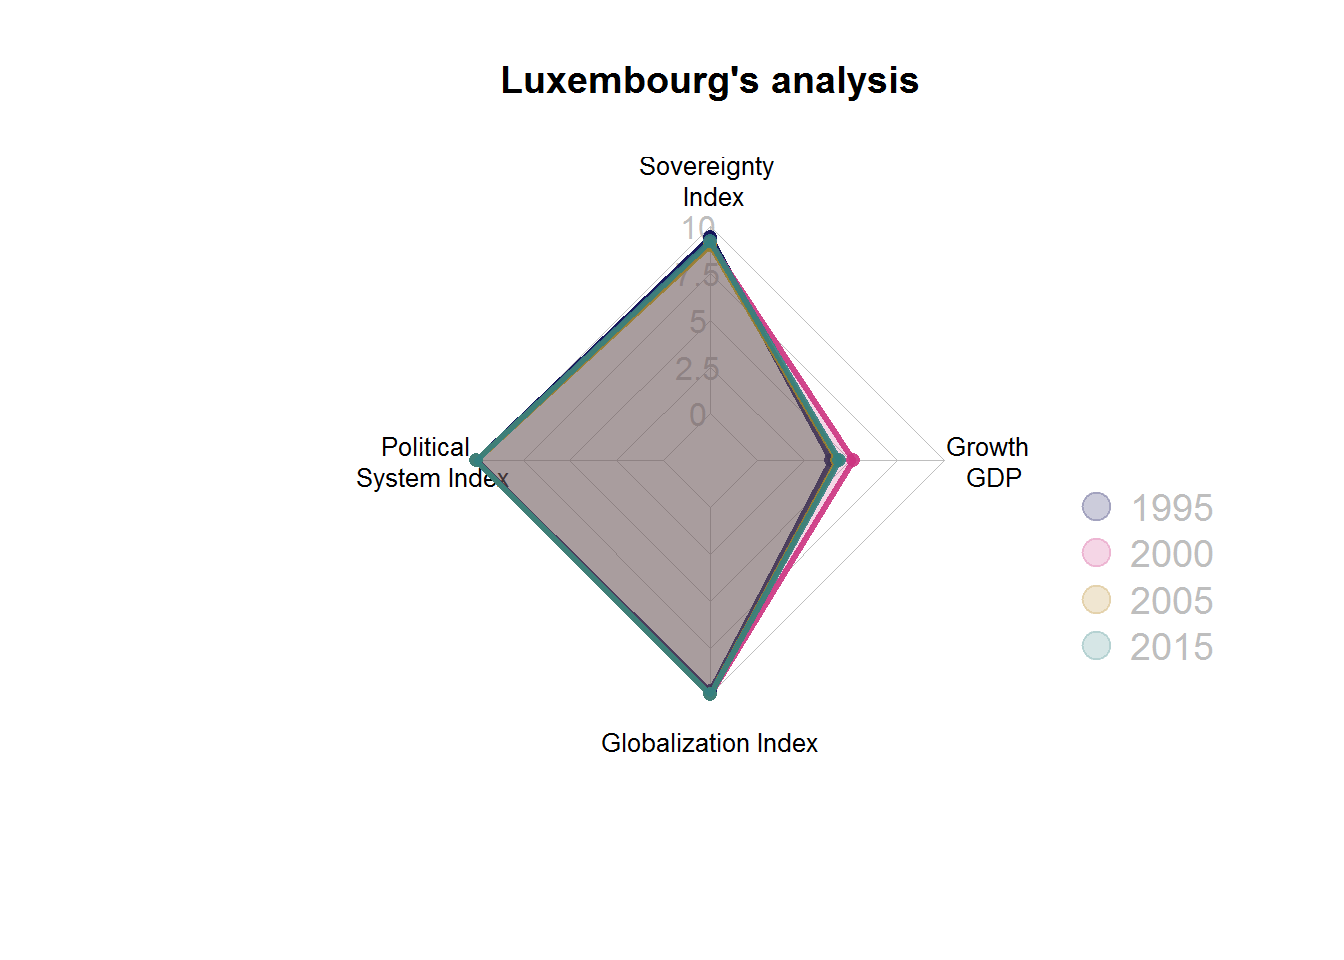 Luxembourg's analysis
Sovereignty
Index
10
7.5
5
2.5
0
Political
System Index
Growth
GDP
1995
2000
2005
2015
Globalization Index